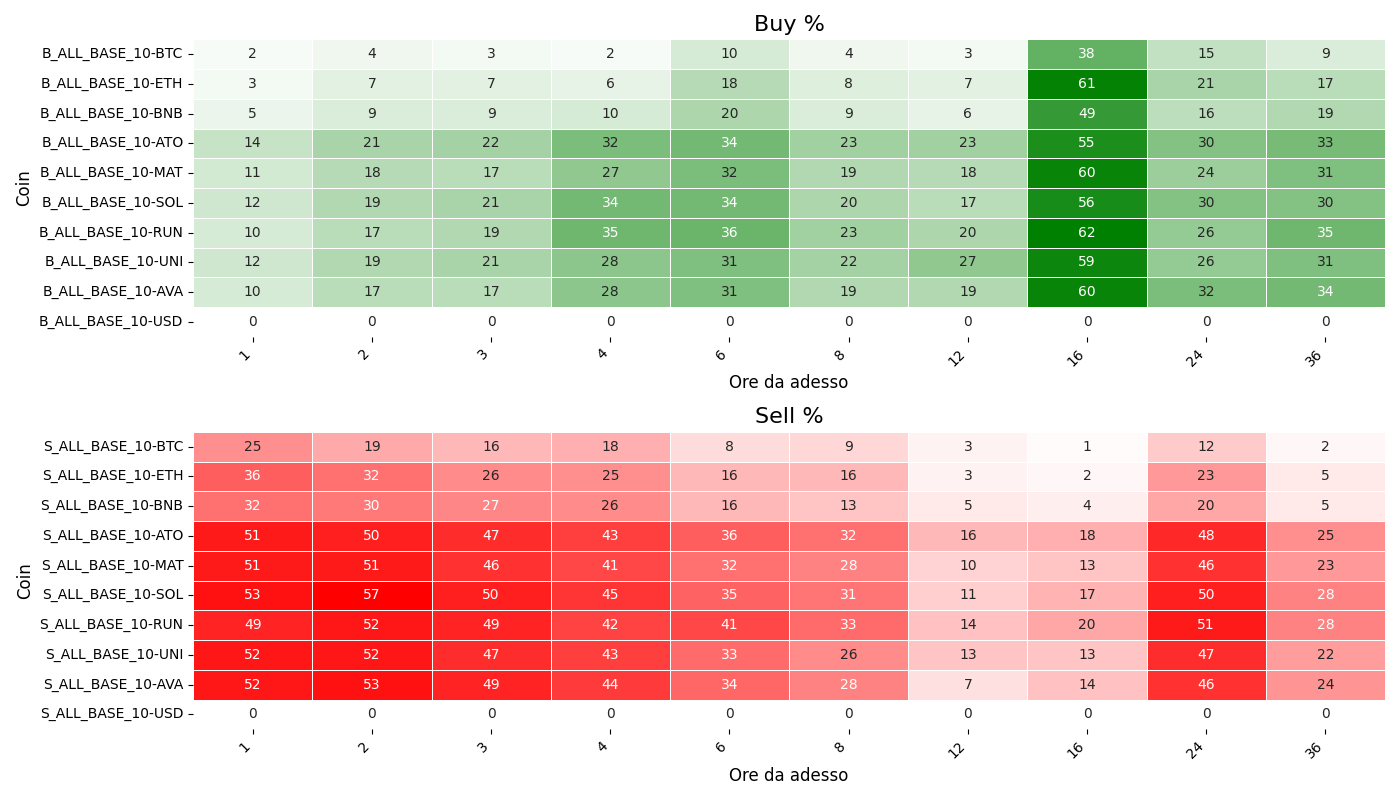 Buy %
Coin
B_ALL_BASE_10-BTC 2 4 3 2 10 4 3 38 15 9
B_ALL_BASE_10-ETH 3 7 7 6 18 8 7 61 21 17
B_ALL_BASE_10-BNB 5 9 9 10 20 9 6 49 16 19
B_ALL_BASE_10-ATO 14 21 22 32 34 23 23 55 30 33
B_ALL_BASE_10-MAT 11 18 17 27 32 19 18 60 24 31
B_ALL_BASE_10-SOL 12 19 21 34 34 20 17 56 30 30
B_ALL_BASE_10-RUN 10 17 19 35 36 23 20 62 26 35
B_ALL_BASE_10-UNI 12 19 21 28 31 22 27 59 26 31
B_ALL_BASE_10-AVA 10 17 17 28 31 19 19 60 32 34
B_ALL_BASE_10-USD 0 0 0 0 0 0 0 0 0 0
1 2 3 4 6 8 12 16 24 36
Ore da adesso
Sell %
Coin
S_ALL_BASE_10-BTC 25 19 16 18 8 9 3 1 12 2
S_ALL_BASE_10-ETH 36 32 26 25 16 16 3 2 23 5
S_ALL_BASE_10-BNB 32 30 27 26 16 13 5 4 20 5
S_ALL_BASE_10-ATO 51 50 47 43 36 32 16 18 48 25
S_ALL_BASE_10-MAT 51 51 46 41 32 28 10 13 46 23
S_ALL_BASE_10-SOL 53 57 50 45 35 31 11 17 50 28
S_ALL_BASE_10-RUN 49 52 49 42 41 33 14 20 51 28
S_ALL_BASE_10-UNI 52 52 47 43 33 26 13 13 47 22
S_ALL_BASE_10-AVA 52 53 49 44 34 28 7 14 46 24
S_ALL_BASE_10-USD 0 0 0 0 0 0 0 0 0 0
1 2 3 4 6 8 12 16 24 36
Ore da adesso